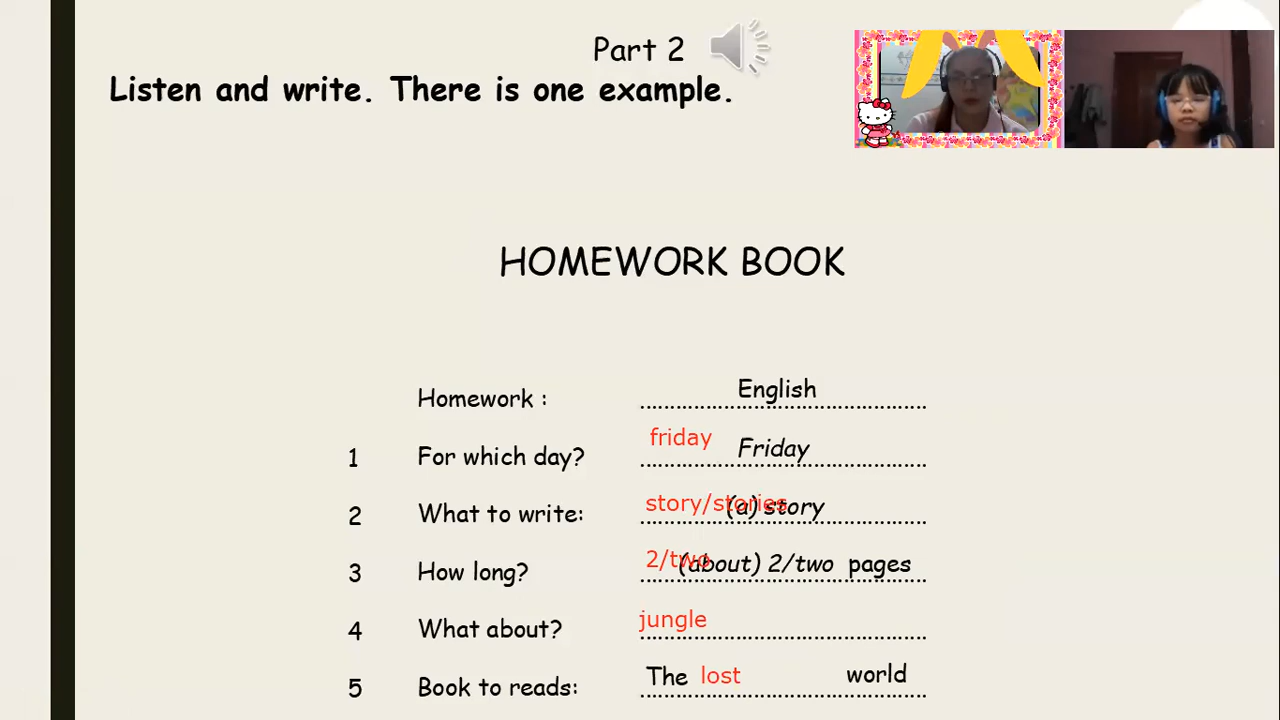 Part 2
Listen and write. There is one example.
HOMEWORK BOOK
Homework : English
1 For which day? friday Friday
2 What to write: story/stories (a) story
3 How long? 2/two (about) 2/two pages
4 What about? jungle
5 Book to reads: The lost world